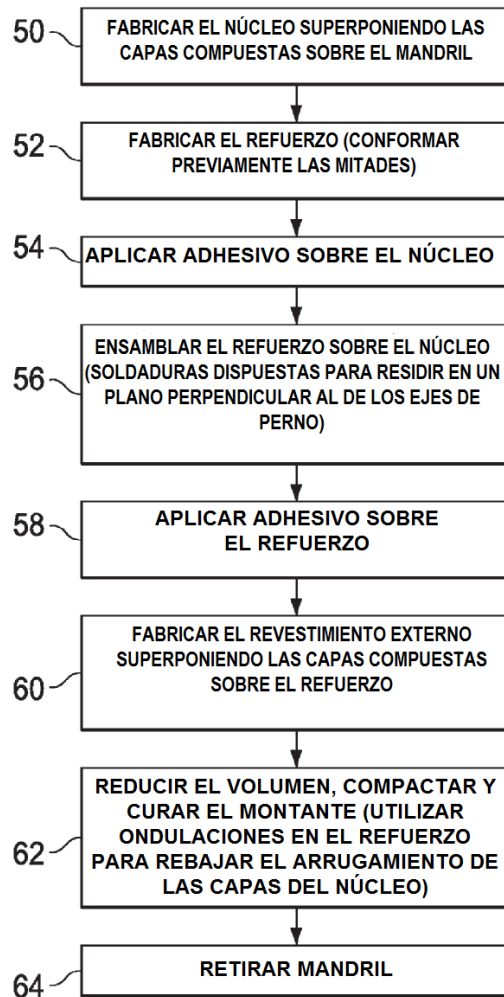 50
FABRICAR EL NÚCLEO SUPERPONIENDO LAS
CAPAS COMPUESTAS SOBRE EL MANDRIL
52
FABRICAR EL REFUERZO (CONFORMAR
PREVIAMENTE LAS MITADES)
54
APLICAR ADHESIVO SOBRE EL NÚCLEO
56
ENSAMBLAR EL REFUERZO SOBRE EL NÚCLEO
(SOLDADURAS DISPUESTAS PARA RESIDIR EN UN
PLANO PERPENDICULAR AL DE LOS EJES DE
PERNO)
58
APLICAR ADHESIVO SOBRE
EL REFUERZO
60
FABRICAR EL REVESTIMIENTO EXTERNO
SUPERPONIENDO LAS CAPAS COMPUESTAS
SOBRE EL REFUERZO
62
REDUCIR EL VOLUMEN, COMPACTAR Y
CURAR EL MONTANTE (UTILIZAR
ONDULACIONES EN EL REFUERZO
PARA REBAJAR EL ARRUGAMIENTO DE
LAS CAPAS DEL NÚCLEO)
64
RETIRAR MANDRIL